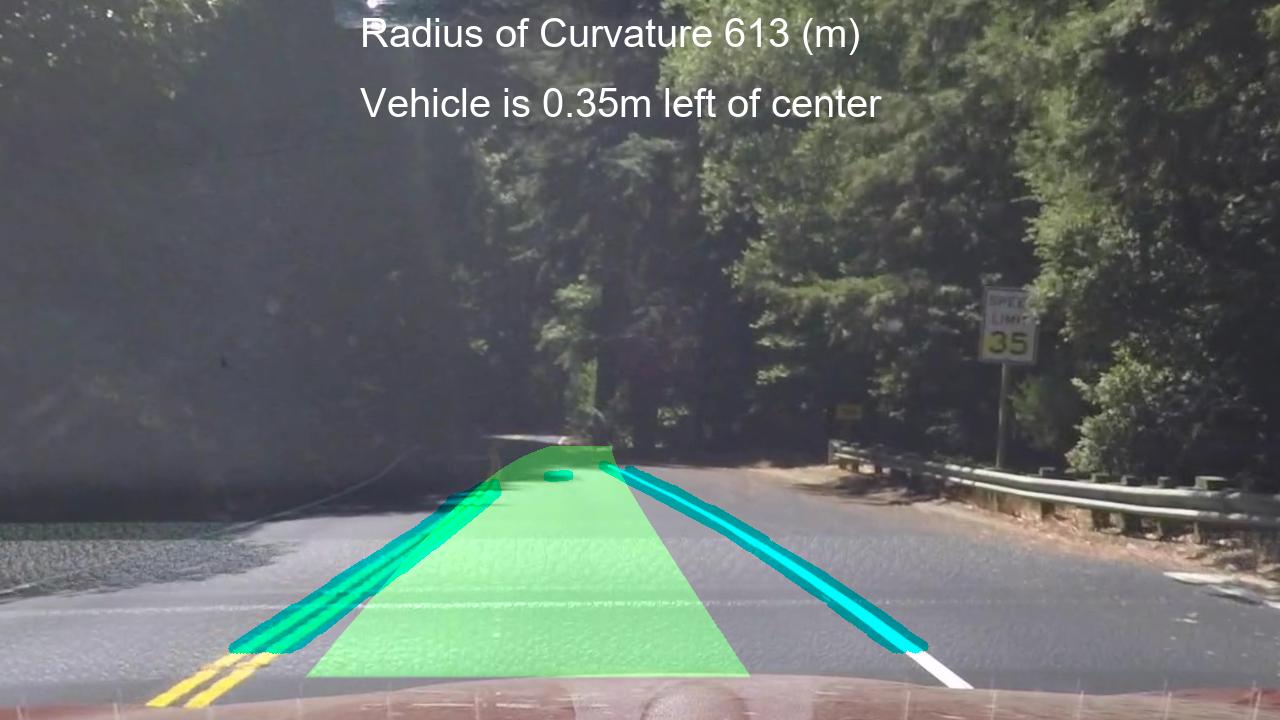 Radius of Curvature 613 (m)
Vehicle is 0.35m left of center
SPEED
LIMIT
35